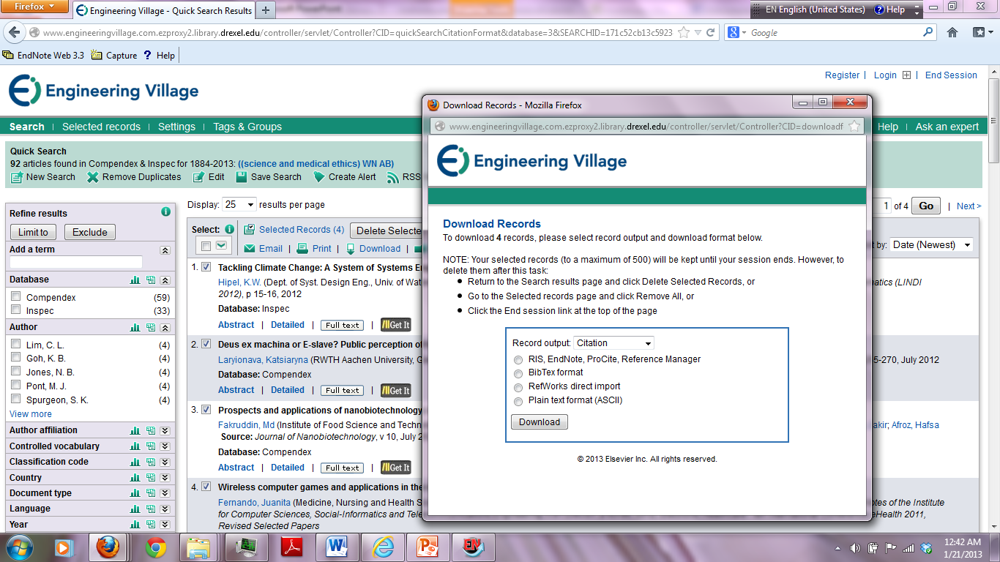 Firefox
Engineering Village - Quick Search Results
EN English (United States) Help
www.engineeringvillage.com.ezproxy2.library.drexel.edu/controller/servlet/Controller?CID=quickSearchCitationFormat&database=3&SEARCHID=171c52cb13c5923
Google
EndNote Web 3.3 Capture ? Help
Register | Login | End Session
Engineering Village
Search | Selected records | Settings | Tags & Groups
Help | Ask an expert
Quick Search
92 articles found in Compendex & Inspec for 1884-2013: ((science and medical ethics) WN AB)
New Search Remove Duplicates Edit Save Search Create Alert RSS
Display: 25 results per page
1 of 4 Go | Next >
Refine results
Limit to Exclude
Add a term
Database
Compendex (59)
Inspec (33)
Author
Lim, C. L. (4)
Goh, K. B. (4)
Jones, N. B. (4)
Pont, M. J. (4)
Spurgeon, S. K. (4)
View more
Author affiliation
Controlled vocabulary
Classification code
Country
Document type
Language
Year
Select: Selected Records (4) Delete Selecte
Email | Print | Download |
t by: Date (Newest)
1. Tackling Climate Change: A System of Systems E
Hipel, K.W. (Dept. of Syst. Design Eng., Univ. of Wat
matics (LINDI
2012), p 15-16, 2012
Database: Inspec
Abstract | Detailed | Full text | Get It
2. Deus ex machina or E-slave? Public perception of
Laryionava, Katsiaryna (RWTH Aachen University, G
5-270, July 2012
Database: Compendex
Abstract | Detailed | Full text | Get It
3. Prospects and applications of nanobiotechnology
Fakruddin, Md (Institute of Food Science and Techn
akir; Afroz, Hafsa
Source: Journal of Nanobiotechnology, v 10, July 2
Database: Compendex
Abstract | Detailed | Full text | Get It
4. Wireless computer games and applications in the
Fernando, Juanita (Medicine, Nursing and Health S
otes of the Institute
for Computer Sciences, Social-Informatics and Tele
eHealth 2011,
Revised Selected Papers
Download Records - Mozilla Firefox
www.engineeringvillage.com.ezproxy2.library.drexel.edu/controller/servlet/Controller?CID=downloadf
Engineering Village
Download Records
To download 4 records, please select record output and download format below.
NOTE: Your selected records (to a maximum of 500) will be kept until your session ends. However, to
delete them after this task:
• Return to the Search results page and click Delete Selected Records, or
• Go to the Selected records page and click Remove All, or
• Click the End session link at the top of the page
Record output: Citation
RIS, EndNote, ProCite, Reference Manager
BibTex format
RefWorks direct import
Plain text format (ASCII)
Download
© 2013 Elsevier Inc. All rights reserved.
12:42 AM
1/21/2013